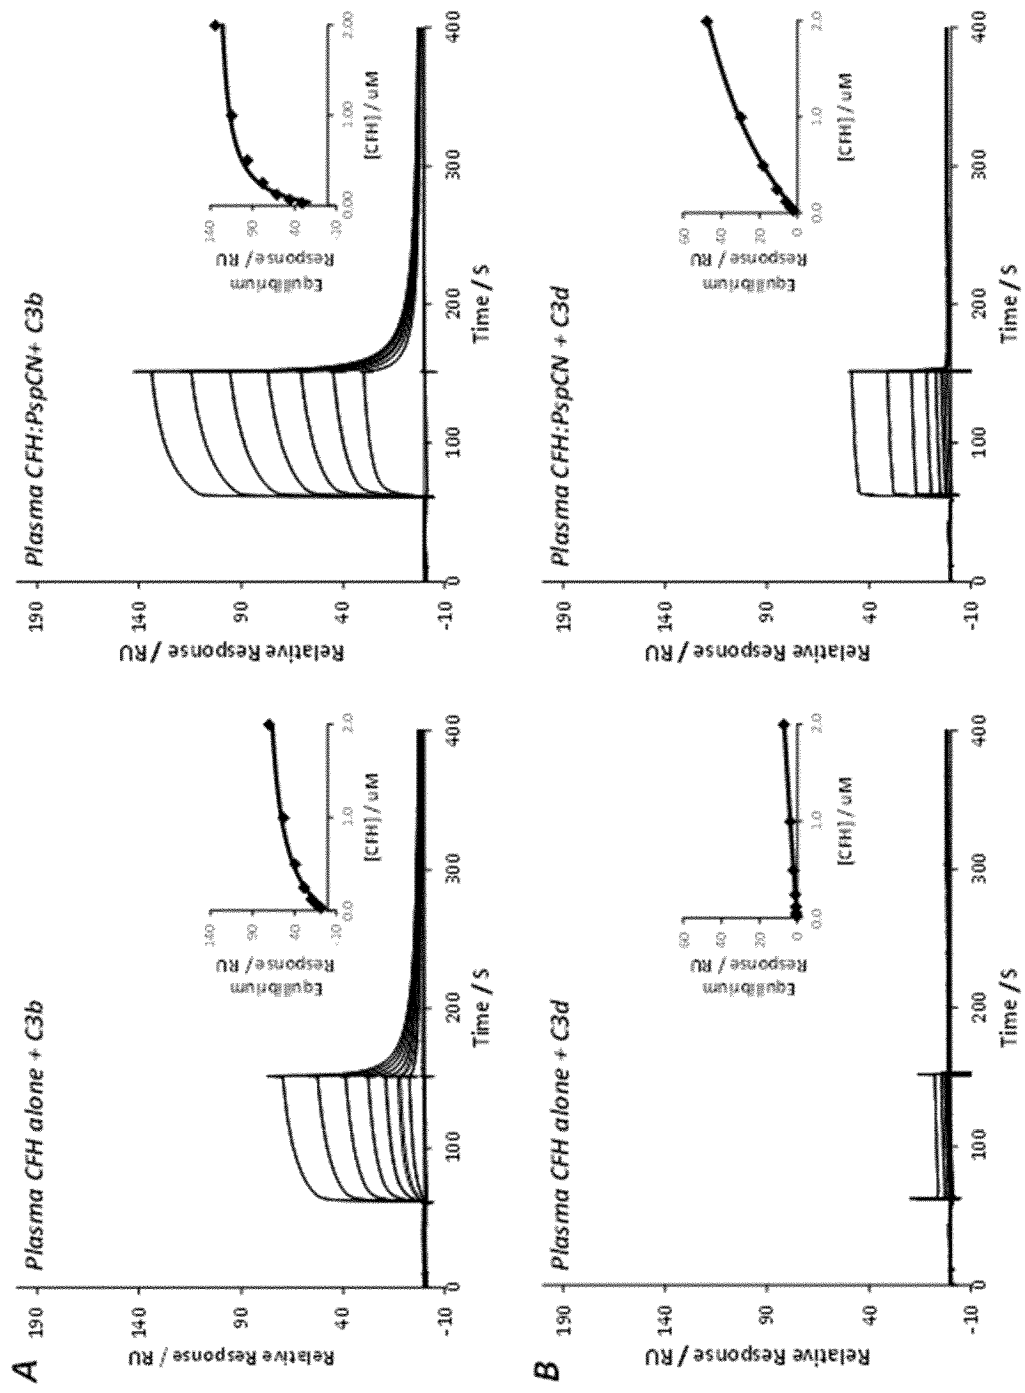 A
Plasma CFH alone + C3b
190
140
90
40
-10
Relative Response / RU
0
100
200
300
400
Time / S
140
90
40
-10
Equilibrium
Response / RU
0.0
1.0
2.0
[CFH] / uM
Plasma CFH:PspCN+ C3b
190
140
90
40
-10
Relative Response / RU
0
100
200
300
400
Time / S
140
90
40
-10
Equilibrium
Response / RU
0.00
1.00
2.00
[CFH] / uM
B
Plasma CFH alone + C3d
190
140
90
40
-10
Relative Response / RU
0
100
200
300
400
Time / S
60
40
20
0
Equilibrium
Response / RU
0.0
1.0
2.0
[CFH] / uM
Plasma CFH:PspCN + C3d
190
140
90
40
-10
Relative Response / RU
0
100
200
300
400
Time / S
60
40
20
0
Equilibrium
Response / RU
0.0
1.0
2.0
[CFH] / uM